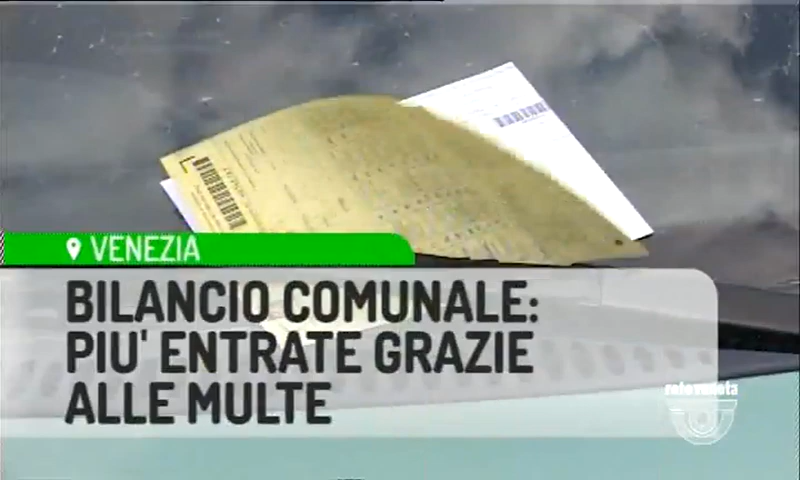 VENEZIA
BILANCIO COMUNALE:
PIU' ENTRATE GRAZIE
ALLE MULTE